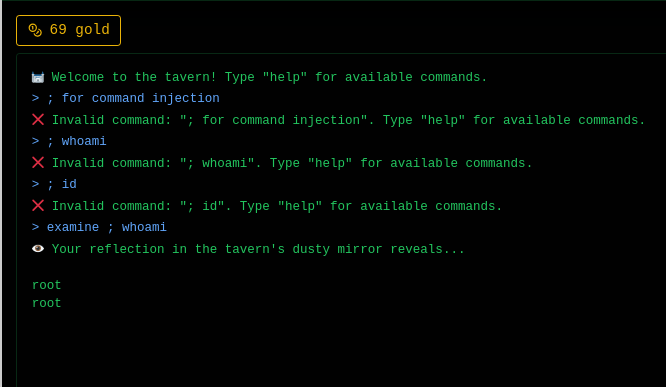 69 gold
Welcome to the tavern! Type "help" for available commands.
> ; for command injection
❌ Invalid command: "; for command injection". Type "help" for available commands.
> ; whoami
❌ Invalid command: "; whoami". Type "help" for available commands.
> ; id
❌ Invalid command: "; id". Type "help" for available commands.
> examine ; whoami
👁 Your reflection in the tavern's dusty mirror reveals...
root
root